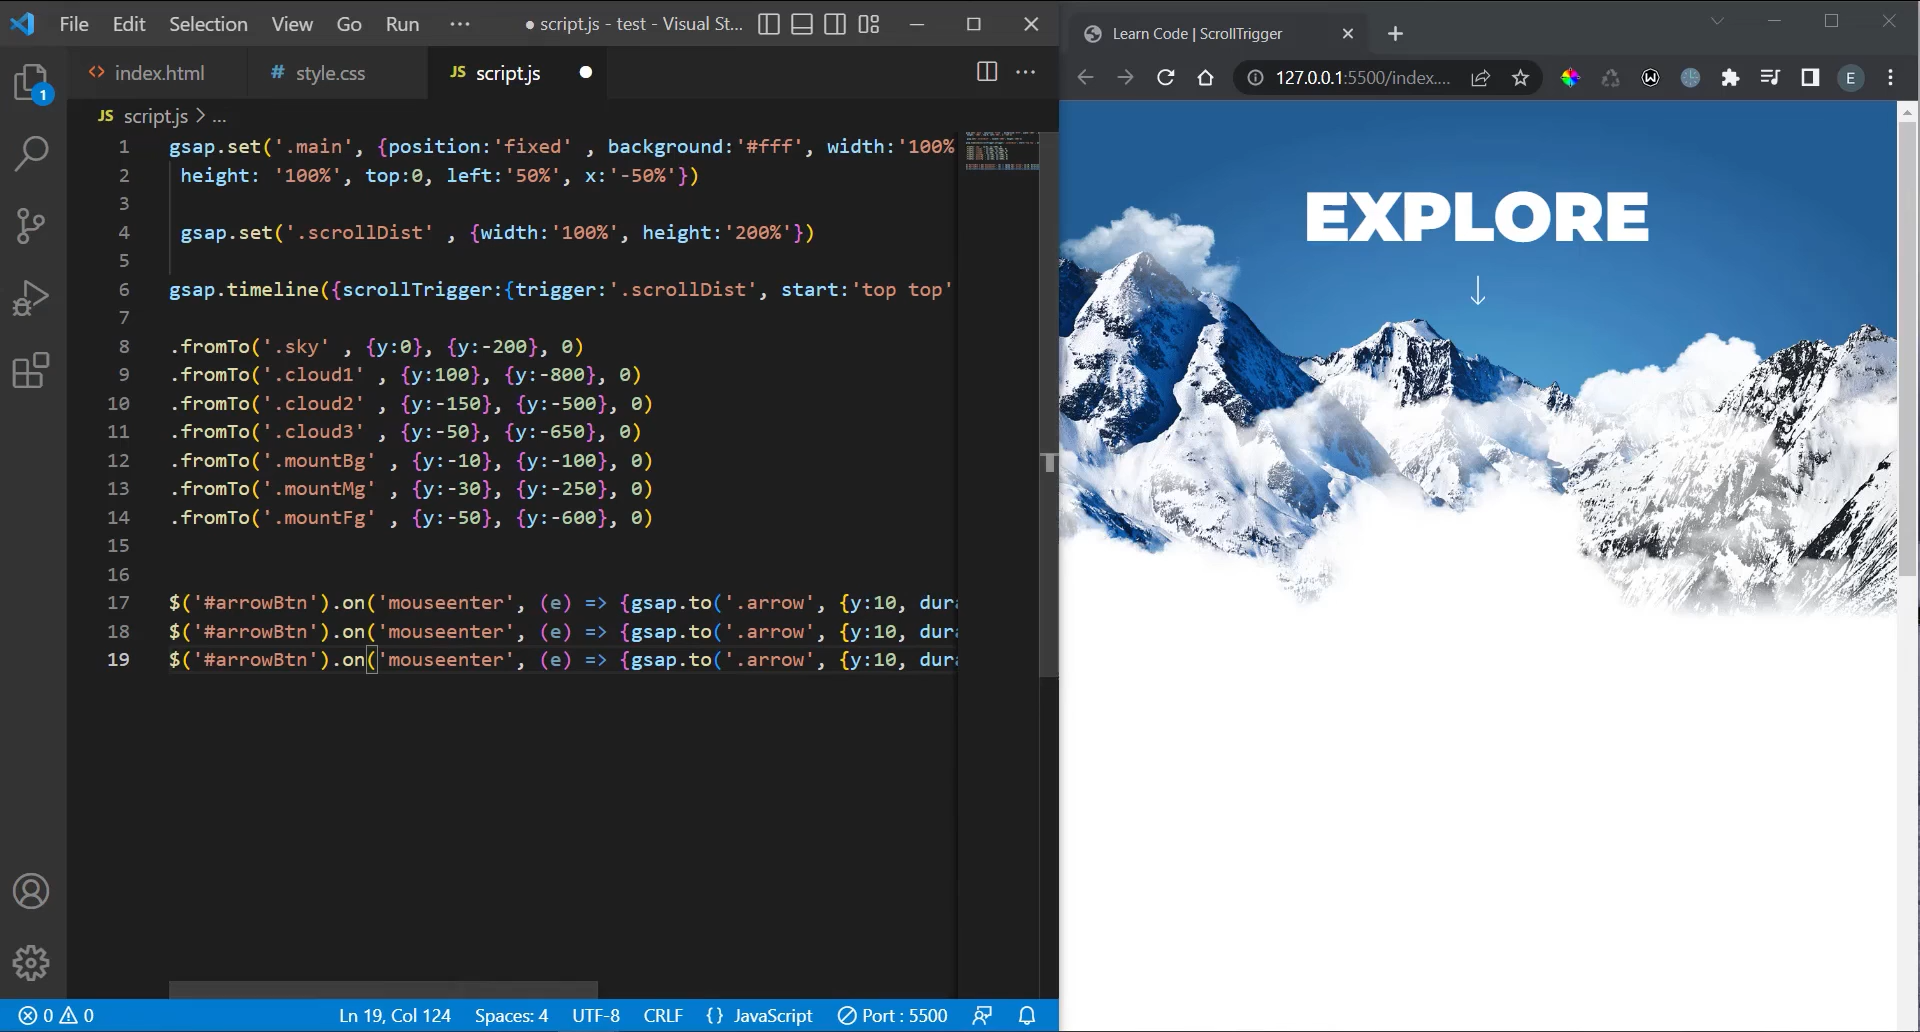 File Edit Selection View Go Run ··· ● script.js - test - Visual St...
<> index.html # style.css JS script.js ●
1
JS script.js > ...
1 gsap.set('.main', {position:'fixed' , background:'#fff', width:'100%
2 height: '100%', top:0, left:'50%', x:'-50%'})
3
4 gsap.set('.scrollDist' , {width:'100%', height:'200%'})
5
6 gsap.timeline({scrollTrigger:{trigger:'.scrollDist', start:'top top'
7
8 .fromTo('.sky' , {y:0}, {y:-200}, 0)
9 .fromTo('.cloud1' , {y:100}, {y:-800}, 0)
10 .fromTo('.cloud2' , {y:-150}, {y:-500}, 0)
11 .fromTo('.cloud3' , {y:-50}, {y:-650}, 0)
12 .fromTo('.mountBg' , {y:-10}, {y:-100}, 0)
13 .fromTo('.mountMg' , {y:-30}, {y:-250}, 0)
14 .fromTo('.mountFg' , {y:-50}, {y:-600}, 0)
15
16
17 $('#arrowBtn').on('mouseenter', (e) => {gsap.to('.arrow', {y:10, dura
18 $('#arrowBtn').on('mouseenter', (e) => {gsap.to('.arrow', {y:10, dura
19 $('#arrowBtn').on('mouseenter', (e) => {gsap.to('.arrow', {y:10, dura
0 0 Ln 19, Col 124 Spaces: 4 UTF-8 CRLF {} JavaScript Port : 5500
Learn Code | ScrollTrigger
127.0.0.1:5500/index.... E
EXPLORE